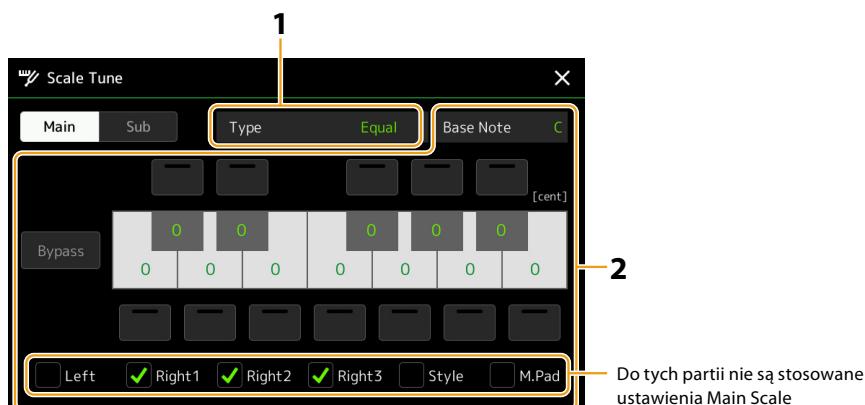 1
Scale Tune
Main Sub Type Equal Base Note C
[cent]
0 0 0 0 0
Bypass
0 0 0 0 0 0 0
2
Left Right1 Right2 Right3 Style M.Pad
Do tych partii nie są stosowane
ustawienia Main Scale